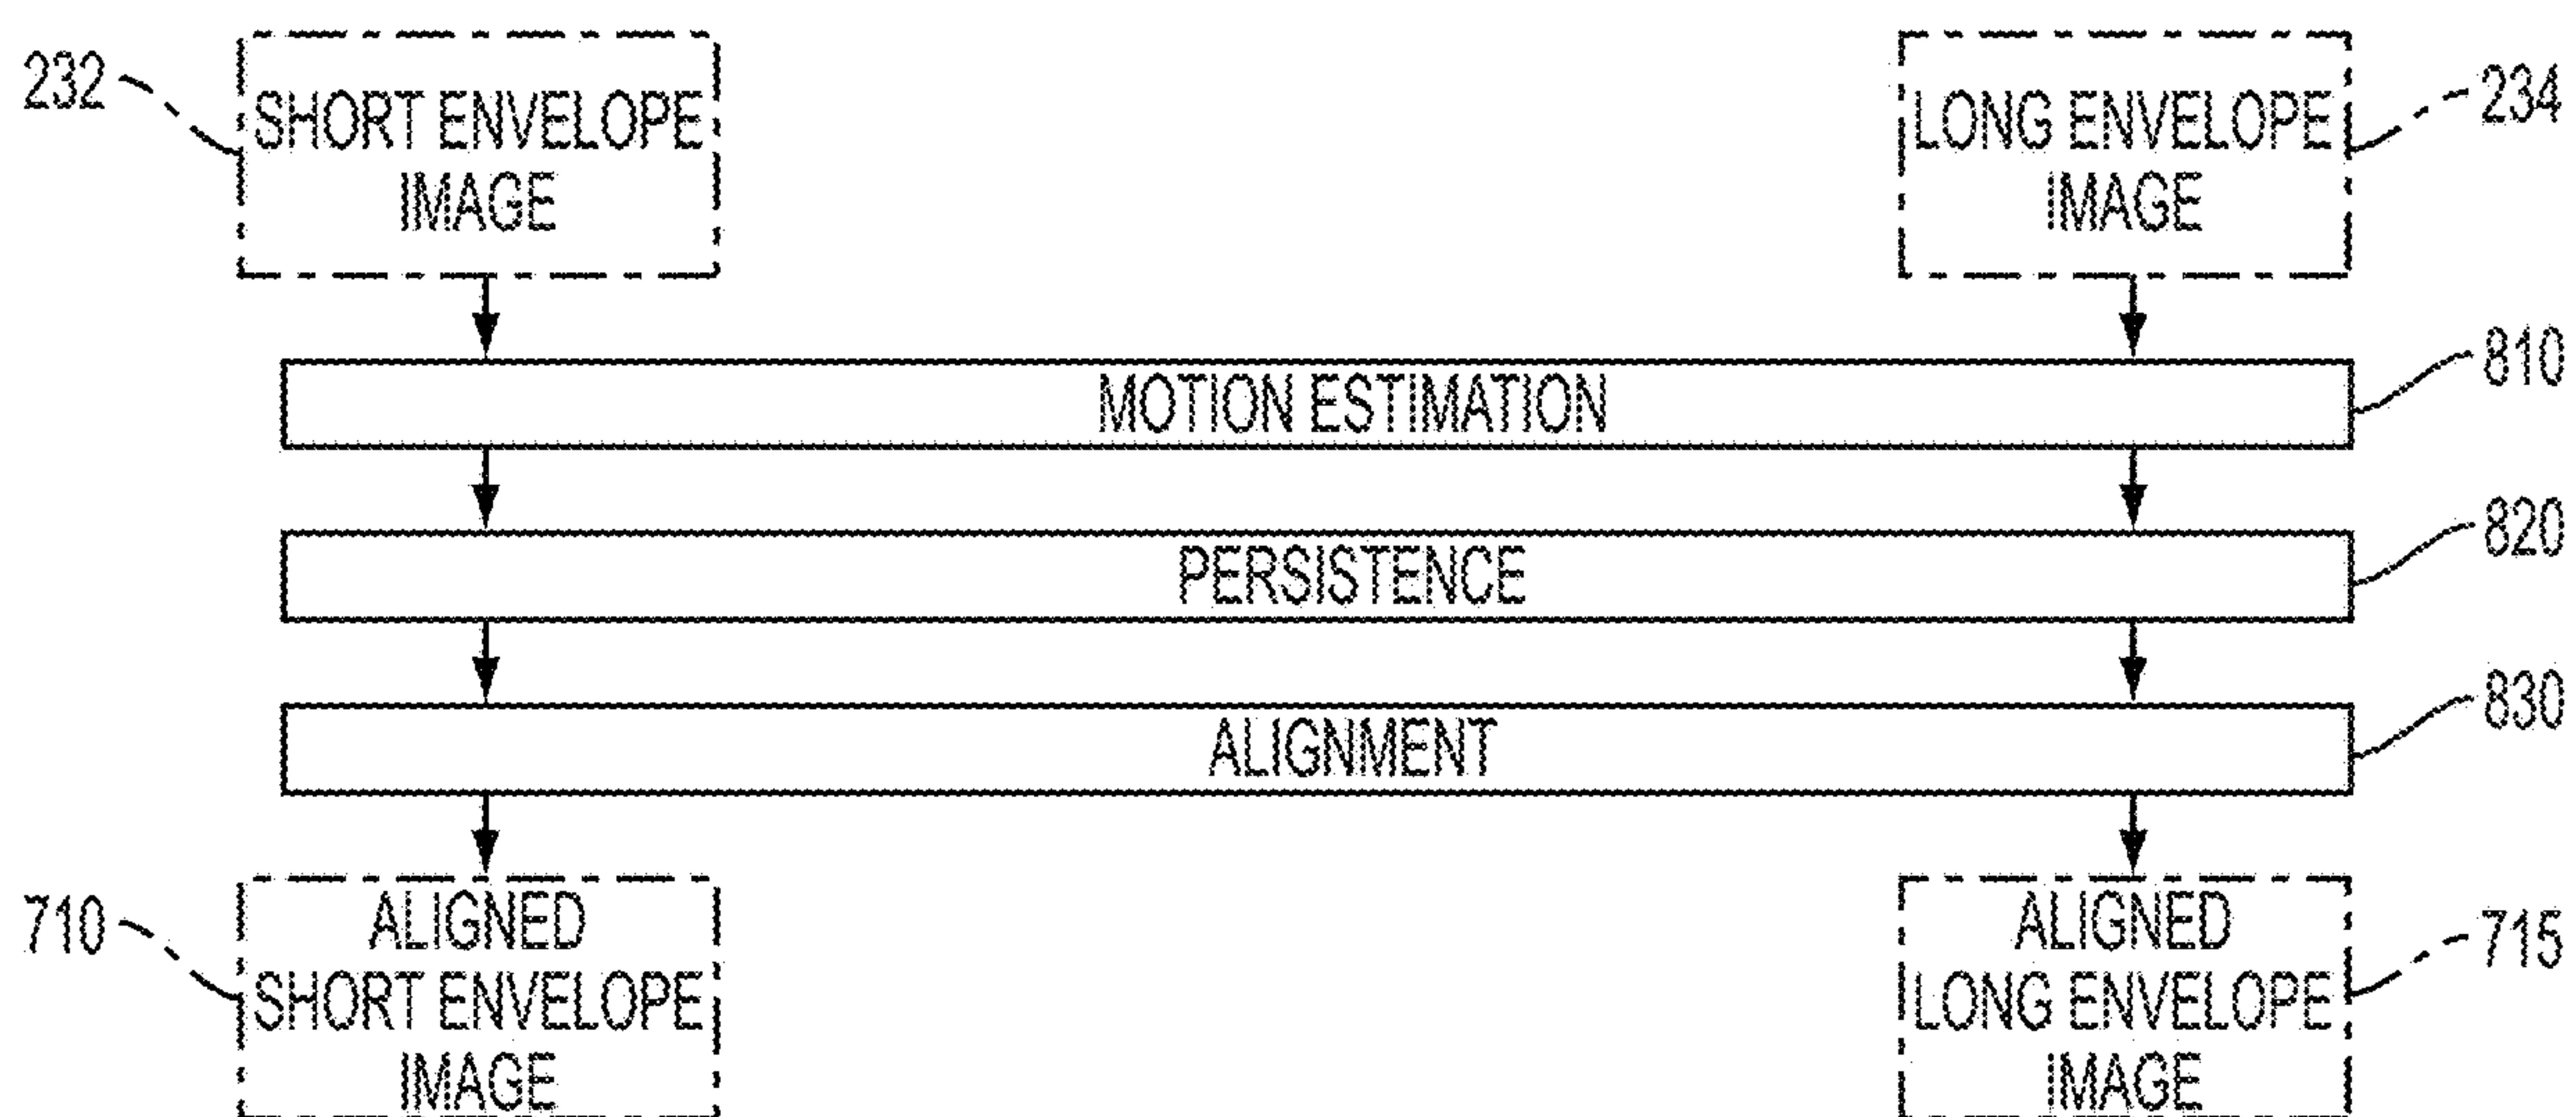 232
SHORT ENVELOPE
IMAGE
LONG ENVELOPE
IMAGE
234
MOTION ESTIMATION
810
PERSISTENCE
820
ALIGNMENT
830
710
ALIGNED
SHORT ENVELOPE
IMAGE
ALIGNED
LONG ENVELOPE
IMAGE
715